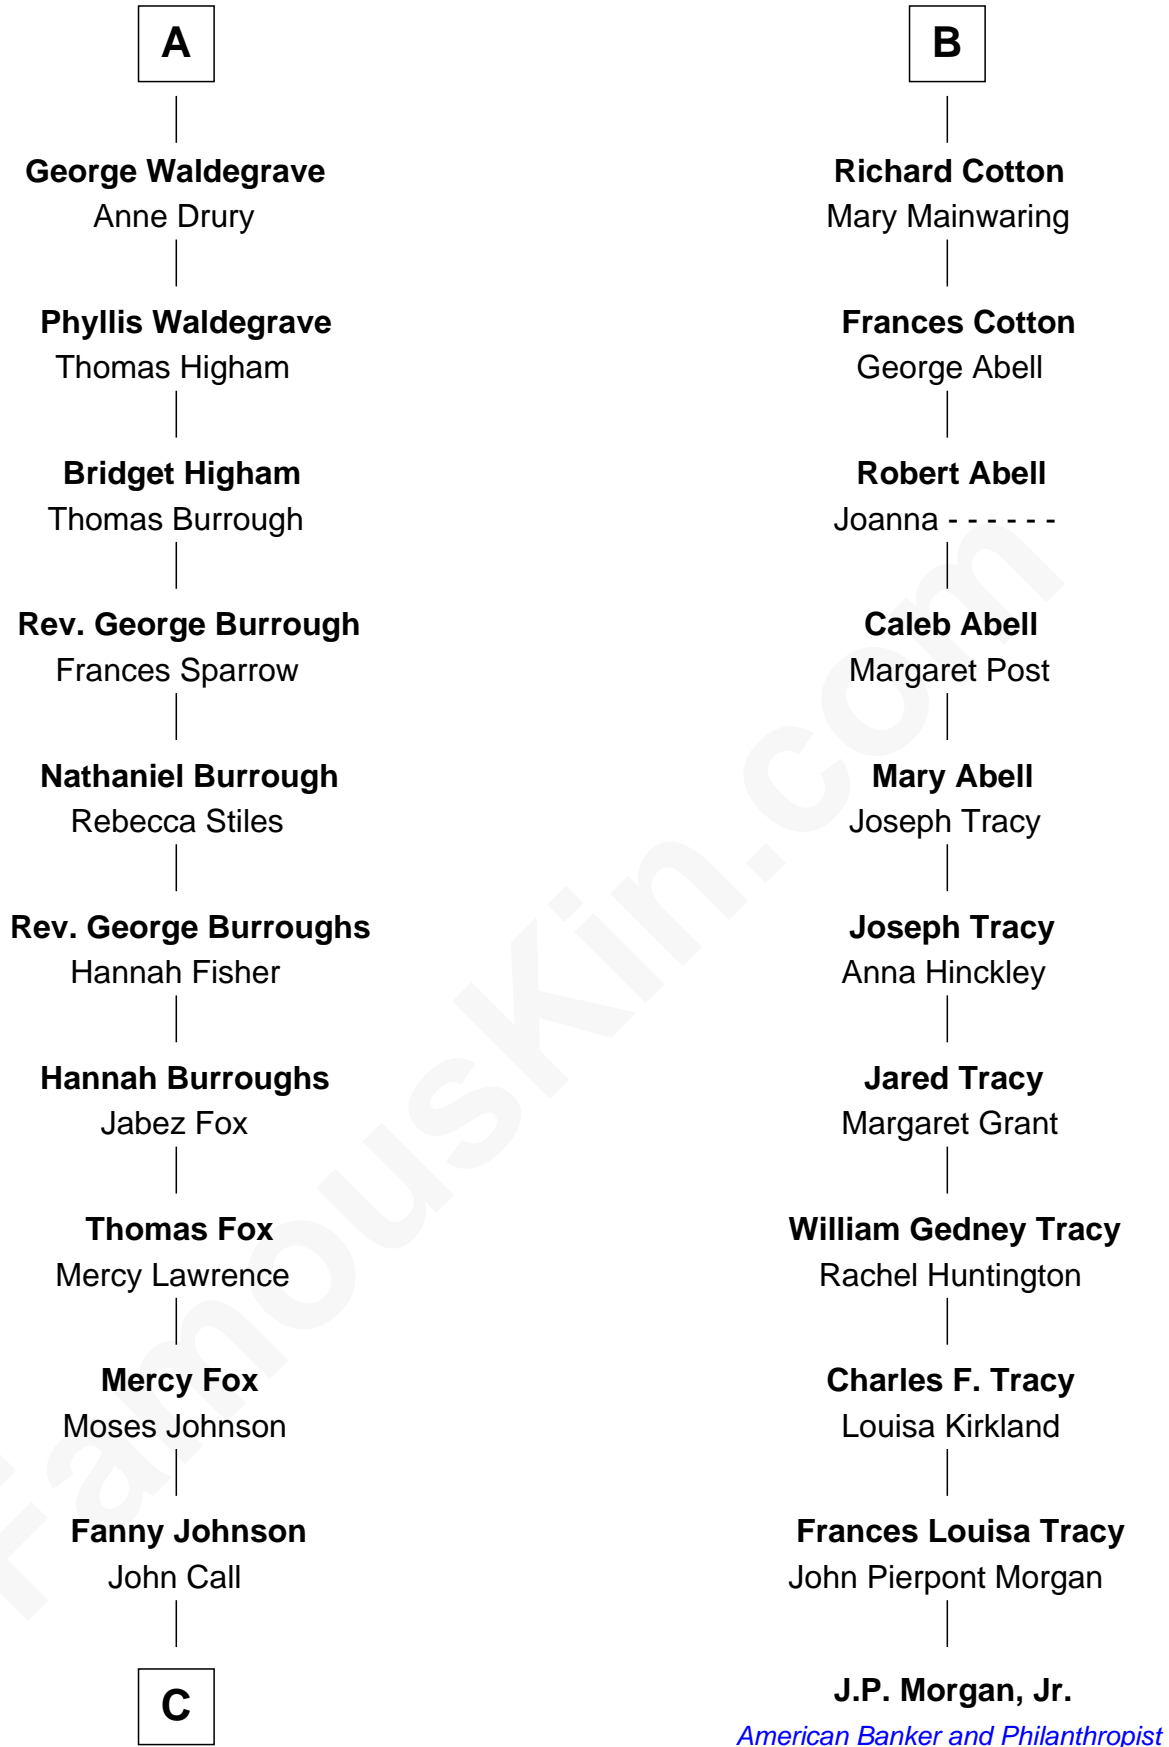 A
George Waldegrave
Anne Drury
Phyllis Waldegrave
Thomas Higham
Bridget Higham
Thomas Burrough
Rev. George Burrough
Frances Sparrow
Nathaniel Burrough
Rebecca Stiles
Rev. George Burroughs
Hannah Fisher
Hannah Burroughs
Jabez Fox
Thomas Fox
Mercy Lawrence
Mercy Fox
Moses Johnson
Fanny Johnson
John Call
C
B
Richard Cotton
Mary Mainwaring
Frances Cotton
George Abell
Robert Abell
Joanna - - - - - -
Caleb Abell
Margaret Post
Mary Abell
Joseph Tracy
Joseph Tracy
Anna Hinckley
Jared Tracy
Margaret Grant
William Gedney Tracy
Rachel Huntington
Charles F. Tracy
Louisa Kirkland
Frances Louisa Tracy
John Pierpont Morgan
J.P. Morgan, Jr.
American Banker and Philanthropist
FamousKin.com